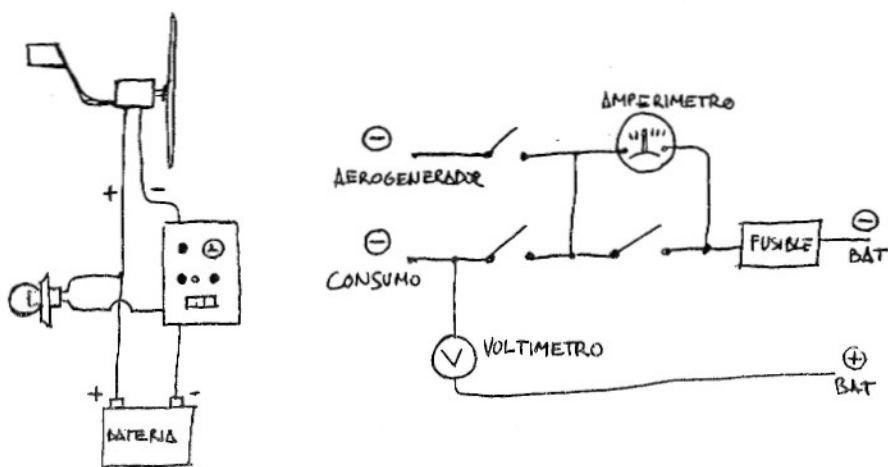 AMPERIMETRO
-
AEROGENERADOR
+ -
A
-
CONSUMO
FUSIBLE
-
BAT
V
VOLTIMETRO
+
BAT
+ -
BATERIA